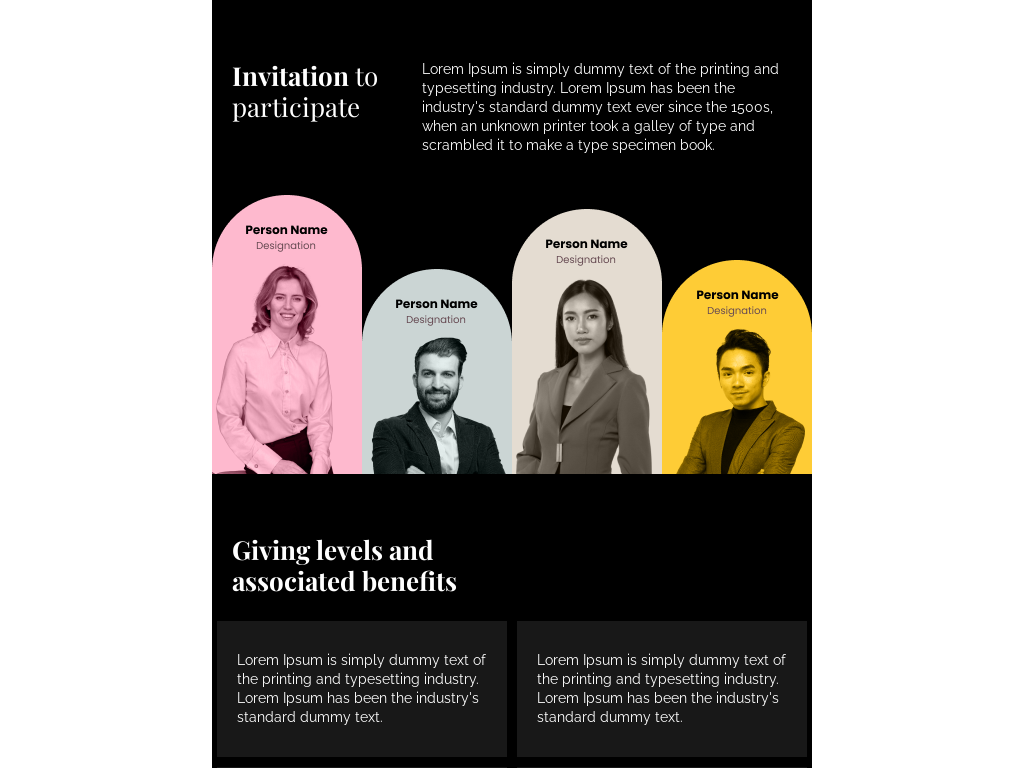 Invitation to
participate
Lorem Ipsum is simply dummy text of the printing and
typesetting industry. Lorem Ipsum has been the
industry's standard dummy text ever since the 1500s,
when an unknown printer took a galley of type and
scrambled it to make a type specimen book.
Person Name
Designation
Person Name
Designation
Person Name
Designation
Person Name
Designation
Giving levels and
associated benefits
Lorem Ipsum is simply dummy text of
the printing and typesetting industry.
Lorem Ipsum has been the industry's
standard dummy text.
Lorem Ipsum is simply dummy text of
the printing and typesetting industry.
Lorem Ipsum has been the industry's
standard dummy text.